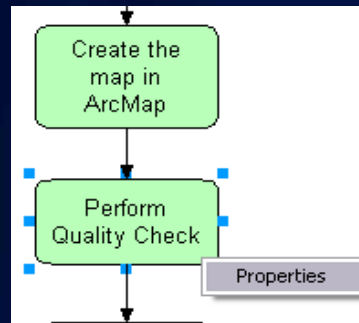 Create the
map in
ArcMap
Perform
Quality Check
Properties